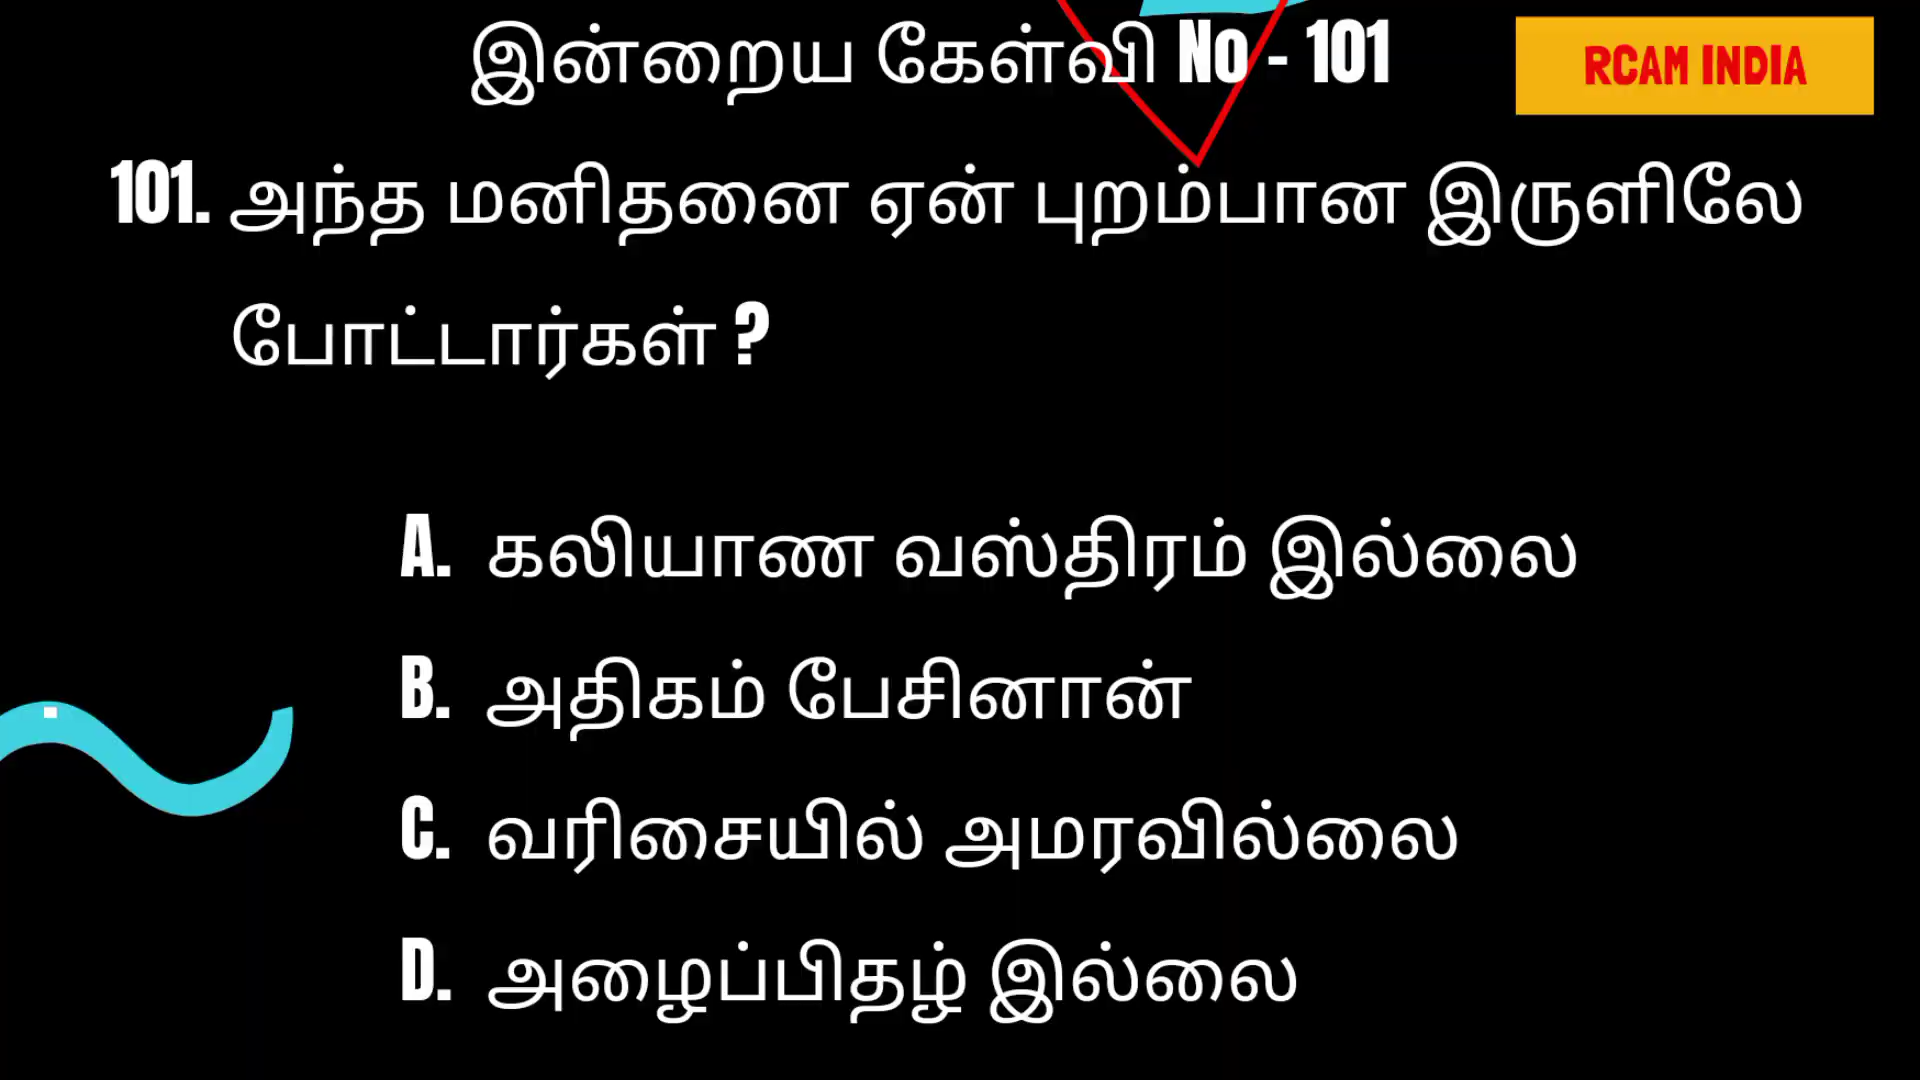 இன்றைய கேள்வி No - 101
RCAM INDIA
101. அந்த மனிதனை ஏன் புறம்பான இருளிலே
போட்டார்கள் ?
A. கலியாண வஸ்திரம் இல்லை
B. அதிகம் பேசினான்
C. வரிசையில் அமரவில்லை
D. அழைப்பிதழ் இல்லை